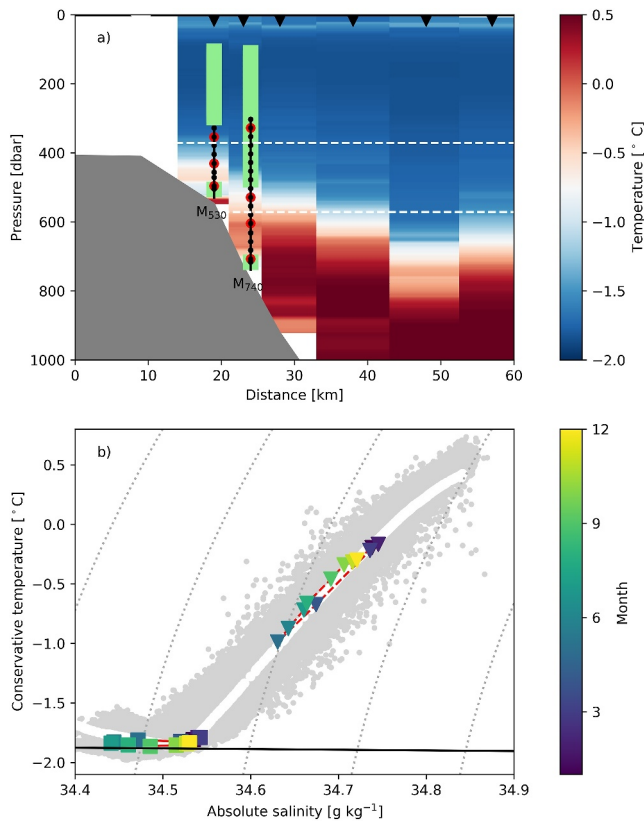 a)
0
200
400
600
800
1000
Pressure [dbar]
M530
M740
0 10 20 30 40 50 60
Distance [km]
0.5
0.0
−0.5
−1.0
−1.5
−2.0
Temperature [° C]
b)
0.5
0.0
−0.5
−1.0
−1.5
−2.0
Conservative temperature [° C]
34.4 34.5 34.6 34.7 34.8 34.9
Absolute salinity [g kg⁻¹]
12
9
6
3
Month